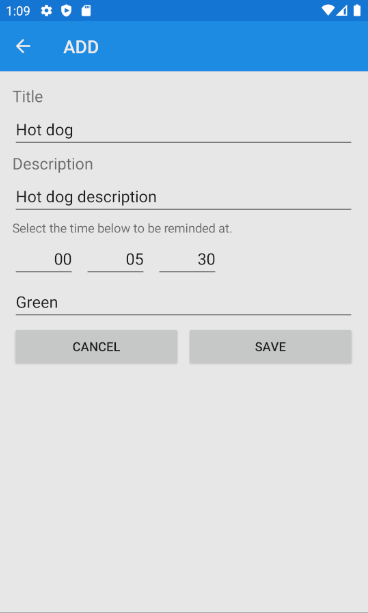 1:09
ADD
Title
Hot dog
Description
Hot dog description
Select the time below to be reminded at.
00 05 30
Green
CANCEL SAVE